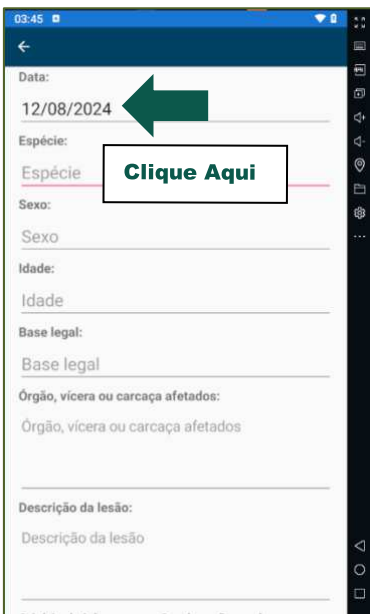 03:45
Data:
12/08/2024
Espécie:
Espécie
Clique Aqui
Sexo:
Sexo
Idade:
Idade
Base legal:
Base legal
Órgão, vícera ou carcaça afetados:
Órgão, vícera ou carcaça afetados
Descrição da lesão:
Descrição da lesão